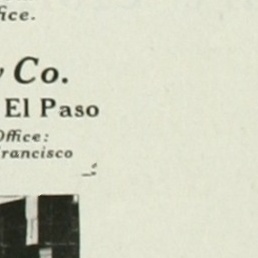 ffice.
y Co.
El Paso
Office:
rancisco